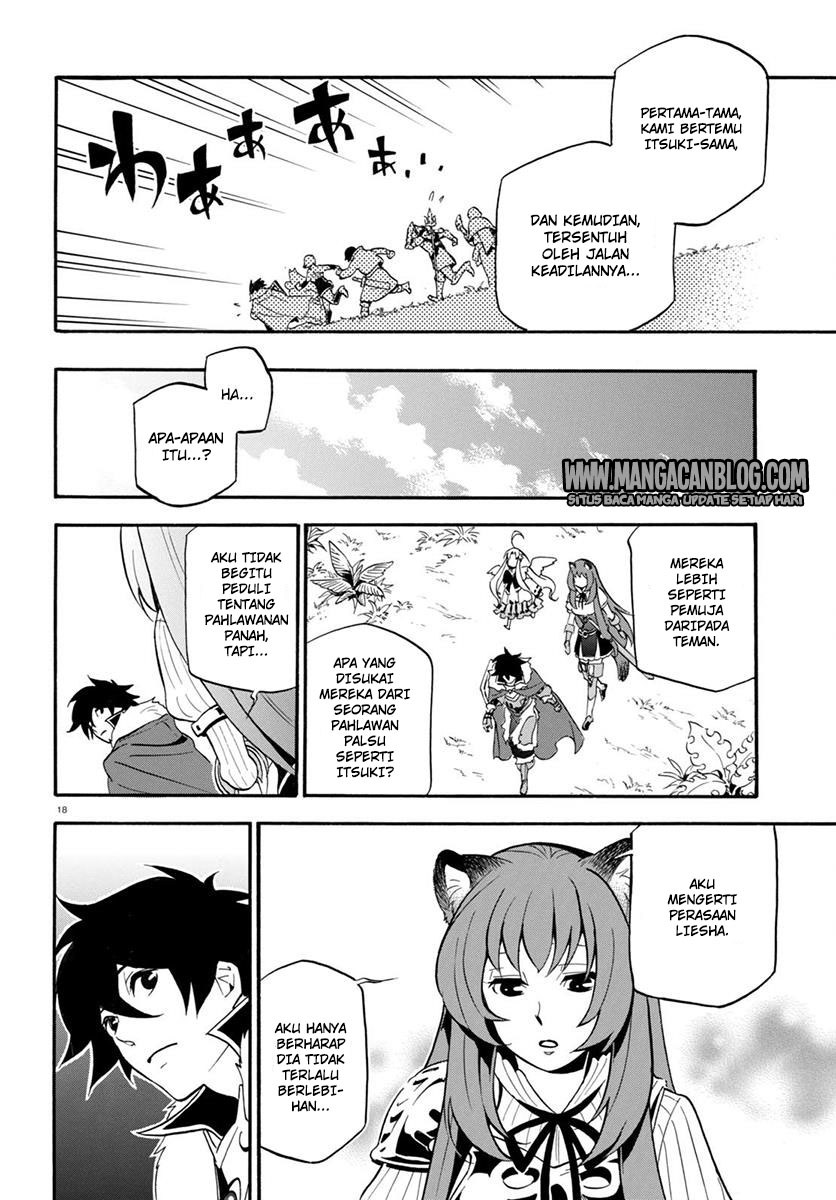 PERTAMA-TAMA,
KAMI BERTEMU
ITSUKI-SAMA,
DAN KEMUDIAN,
TERSENTUH
OLEH JALAN
KEADILANNYA...
わぁ
ぁぁ...
HA...
APA-APAAN
ITU...?
WWW.MANGACANBLOG.COM
SITUS BACA MANGA UPDATE SETIAP HARI
MEREKA
LEBIH
SEPERTI
PEMUJA
DARIPADA
TEMAN.
APA YANG
DISUKAI
MEREKA DARI
SEORANG
PAHLAWAN
PALSU
SEPERTI
ITSUKI?
AKU TIDAK
BEGITU
PEDULI
TENTANG
PAHLAWANAN
PANAH,
TAPI...
18
AKU
MENGERTI
PERASAAN
LIESHA.
AKU HANYA
BERHARAP
DIA TIDAK
TERLALU
BERLEBI-
HAN...